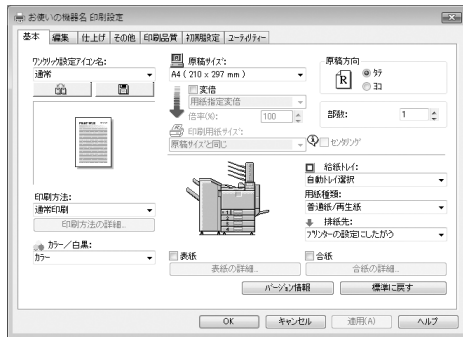 お使いの機器名 印刷設定
基本 編集 仕上げ その他 印刷品質 初期設定 ユーティリティー
ワンクリック設定アイコン名:
通常
原稿サイズ:
A4 ( 210 x 297 mm )
変倍
用紙指定変倍
倍率(%): 100
印刷用紙サイズ:
原稿サイズと同じ
原稿方向
R
タテ
ヨコ
部数: 1
センタリング
印刷方法:
通常印刷
印刷方法の詳細...
カラー／白黒:
カラー
給紙トレイ:
自動トレイ選択
用紙種類:
普通紙/再生紙
排紙先:
プリンターの設定にしたがう
表紙
表紙の詳細...
合紙
合紙の詳細...
バージョン情報 標準に戻す
OK キャンセル 適用(A) ヘルプ